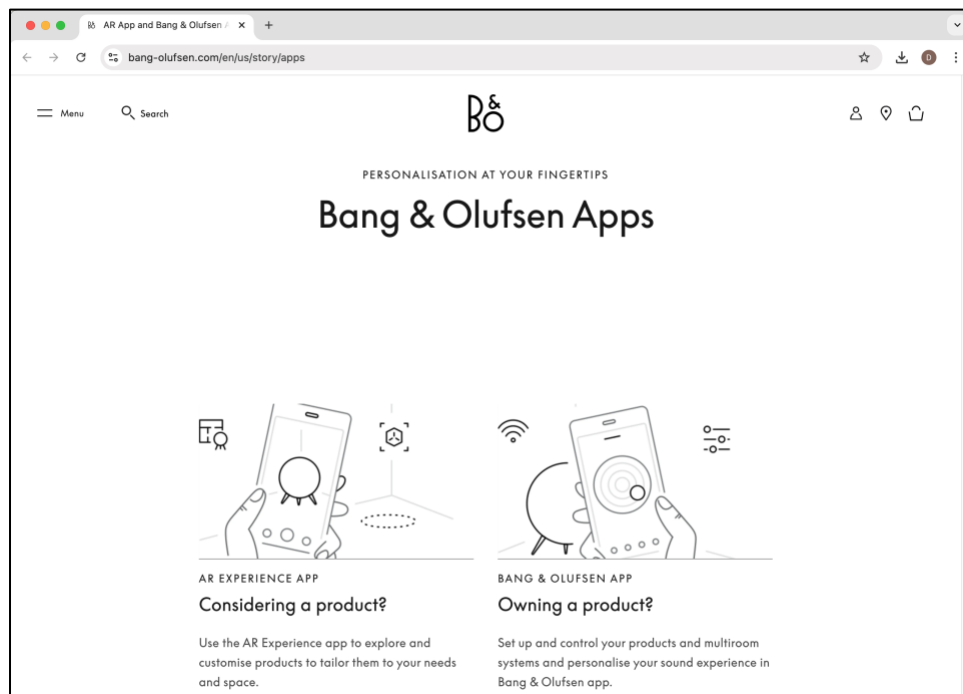 AR App and Bang & Olufsen A
bang-olufsen.com/en/us/story/apps
D
Menu
Search
B&O
PERSONALISATION AT YOUR FINGERTIPS
Bang & Olufsen Apps
AR EXPERIENCE APP
Considering a product?
Use the AR Experience app to explore and
customise products to tailor them to your needs
and space.
BANG & OLUFSEN APP
Owning a product?
Set up and control your products and multiroom
systems and personalise your sound experience in
Bang & Olufsen app.